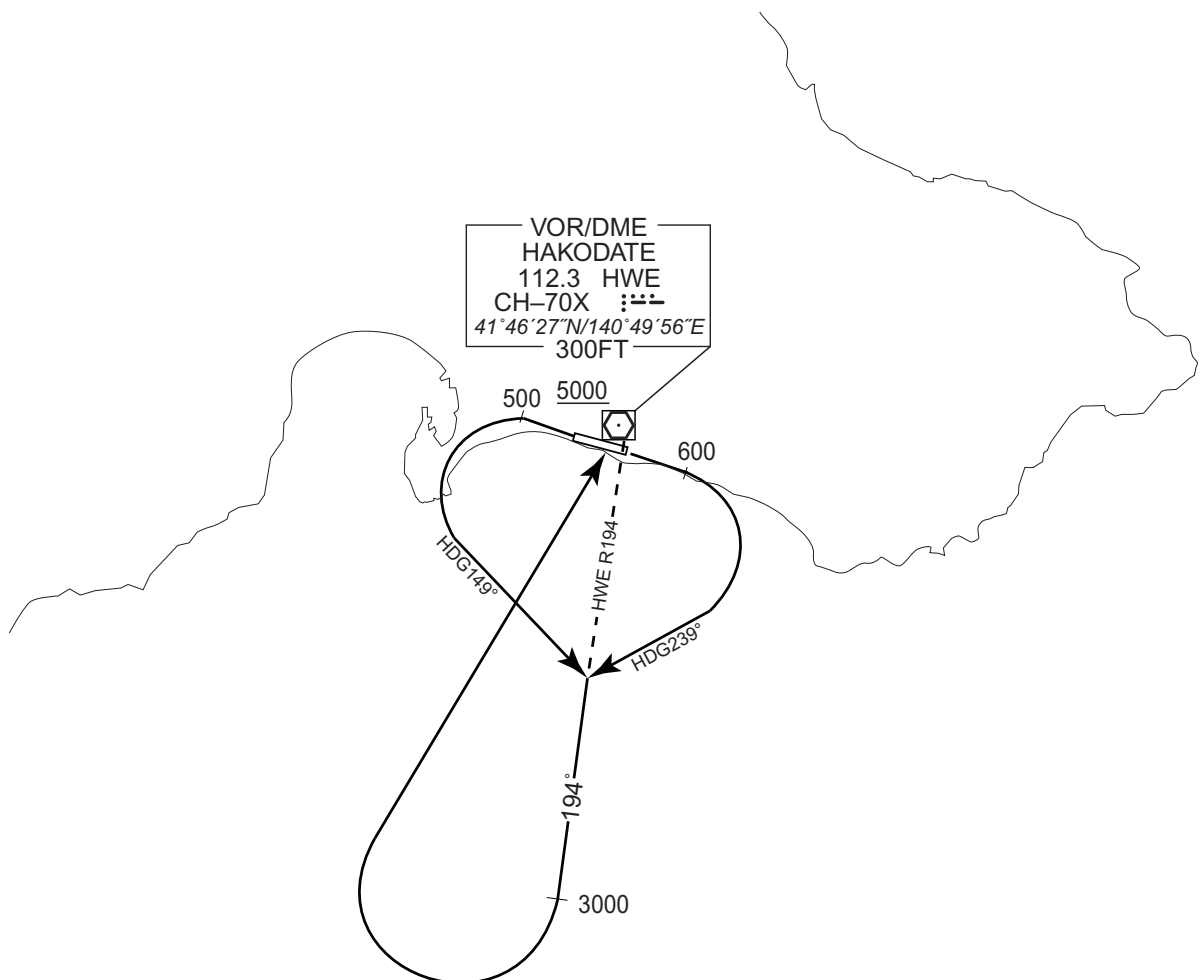 VOR/DME
HAKODATE
112.3 HWE
CH–70X
41°46´27˝N/140°49´56˝E
300FT
500
5000
600
HWE R194
HDG149°
HDG239°
194°
3000